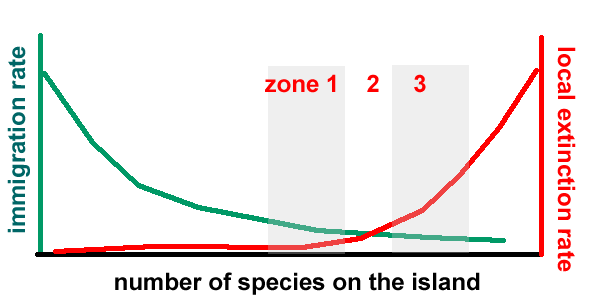 immigration rate
zone 1 2 3
local extinction rate
number of species on the island